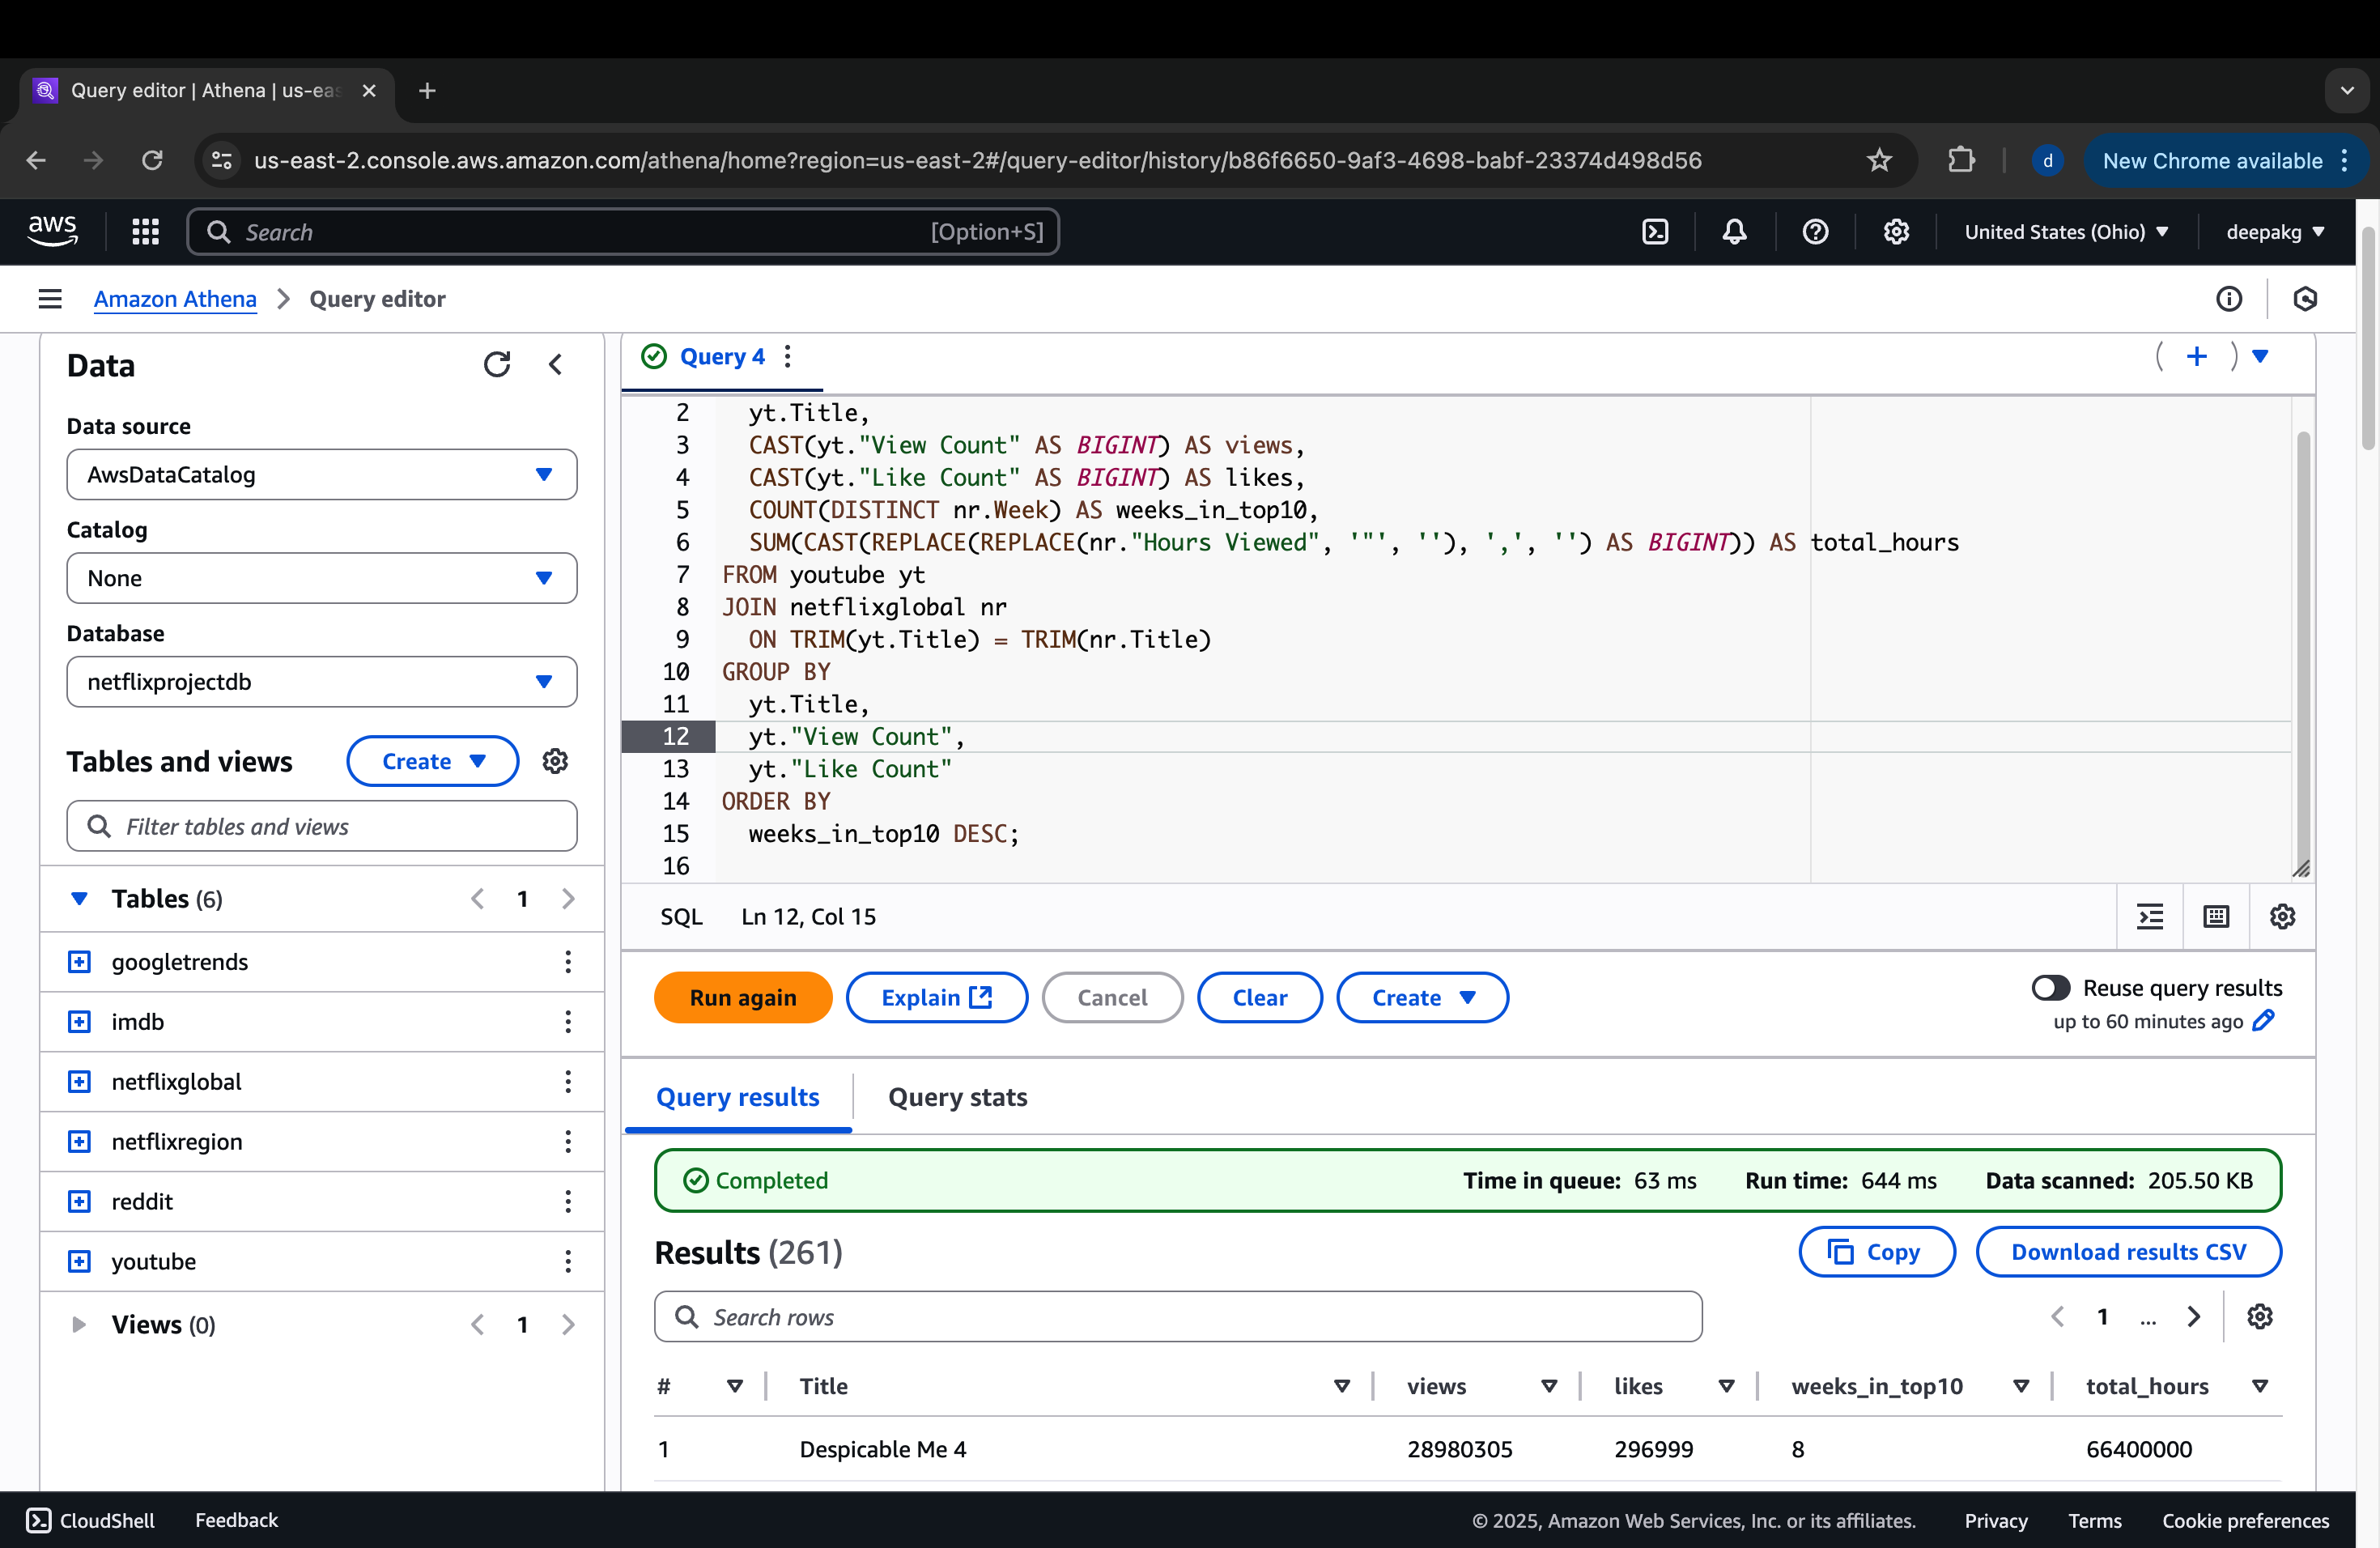 Query editor | Athena | us-eas
us-east-2.console.aws.amazon.com/athena/home?region=us-east-2#/query-editor/history/b86f6650-9af3-4698-babf-23374d498d56
d
New Chrome available
aws
Search
[Option+S]
United States (Ohio)
deepakg
Amazon Athena
Query editor
Data
Data source
AwsDataCatalog
Catalog
None
Database
netflixprojectdb
Tables and views
Create
Filter tables and views
Tables (6)
1
googletrends
imdb
netflixglobal
netflixregion
reddit
youtube
Views (0)
1
Query 4
2 yt.Title,
3 CAST(yt."View Count" AS BIGINT) AS views,
4 CAST(yt."Like Count" AS BIGINT) AS likes,
5 COUNT(DISTINCT nr.Week) AS weeks_in_top10,
6 SUM(CAST(REPLACE(REPLACE(nr."Hours Viewed", '"', ''), ',', '') AS BIGINT)) AS total_hours
7 FROM youtube yt
8 JOIN netflixglobal nr
9 ON TRIM(yt.Title) = TRIM(nr.Title)
10 GROUP BY
11 yt.Title,
12 yt."View Count",
13 yt."Like Count"
14 ORDER BY
15 weeks_in_top10 DESC;
16
SQL
Ln 12, Col 15
Run again
Explain
Cancel
Clear
Create
Reuse query results
up to 60 minutes ago
Query results
Query stats
Completed
Time in queue: 63 ms
Run time: 644 ms
Data scanned: 205.50 KB
Results (261)
Copy
Download results CSV
Search rows
1
...
# Title views likes weeks_in_top10 total_hours
1 Despicable Me 4 28980305 296999 8 66400000
CloudShell
Feedback
© 2025, Amazon Web Services, Inc. or its affiliates.
Privacy
Terms
Cookie preferences